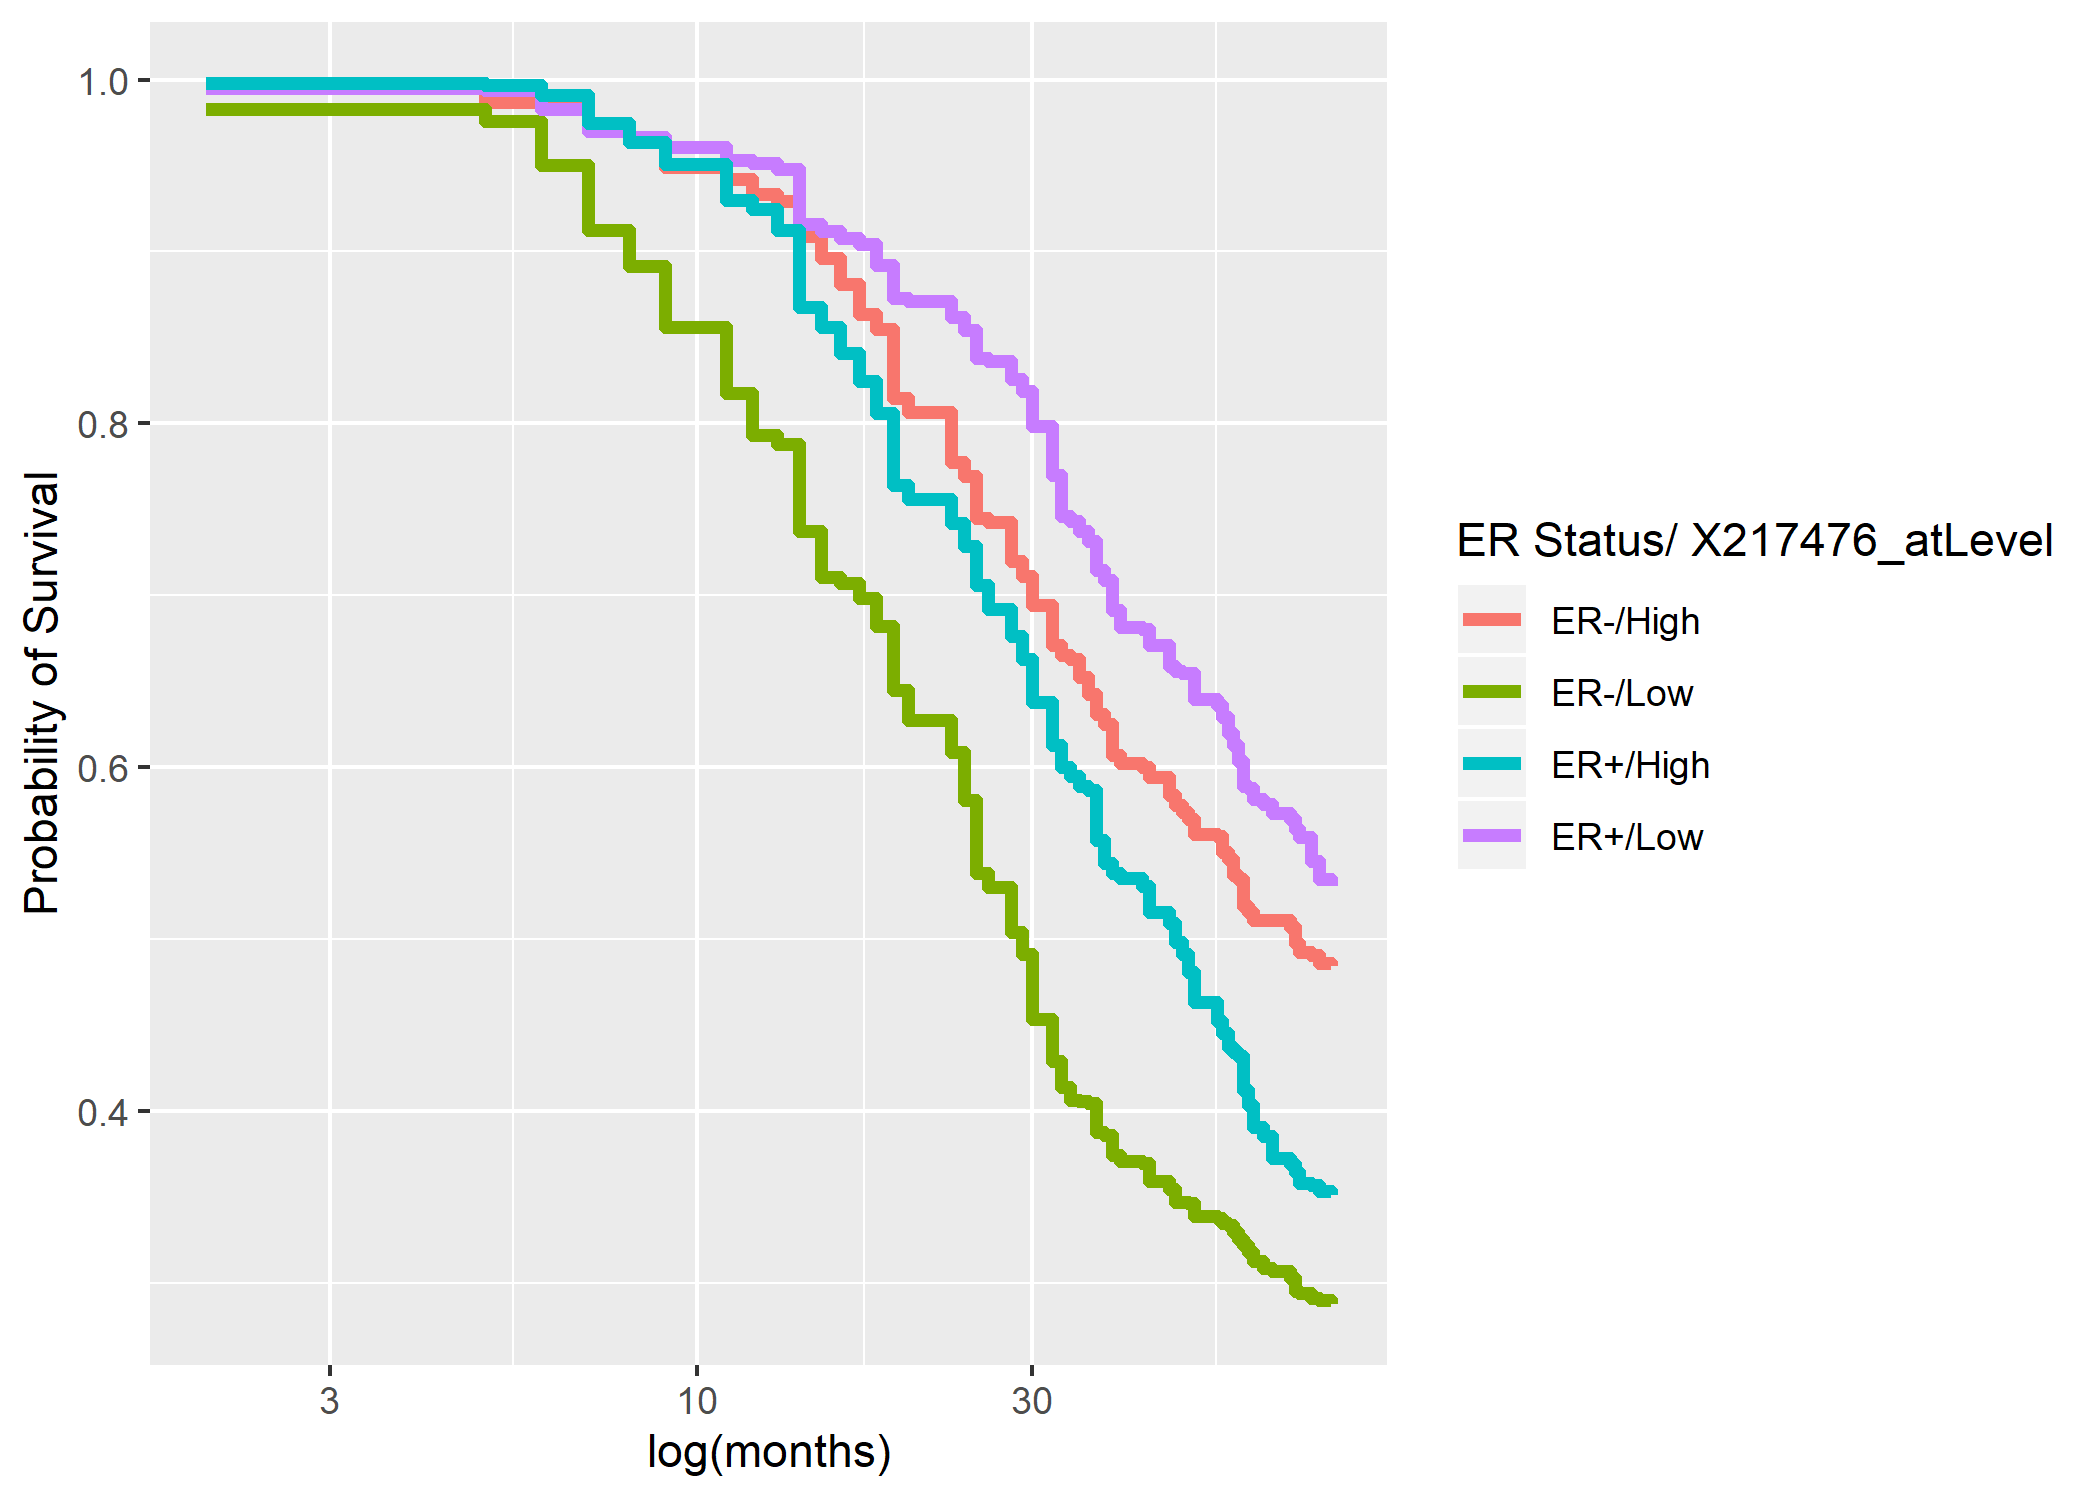 Probability of Survival
1.0
0.8
0.6
0.4
3
10
30
log(months)
ER Status/ X217476_atLevel
ER-/High
ER-/Low
ER+/High
ER+/Low